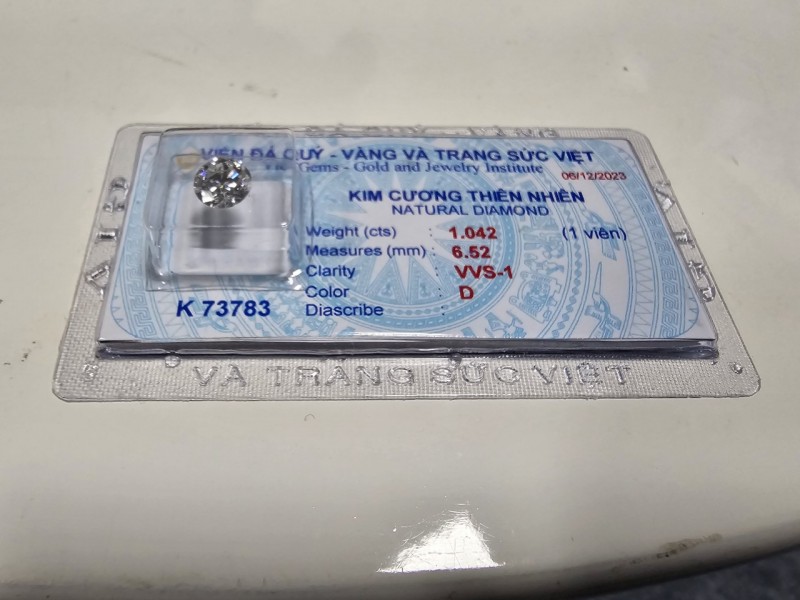 VIỆN ĐÁ QUÝ - VÀNG VÀ TRANG SỨC VIỆT
Gems - Gold and Jewelry Institute
06/12/2023
KIM CƯƠNG THIÊN NHIÊN
NATURAL DIAMOND
Weight (cts) : 1.042 (1 viên)
Measures (mm) : 6.52
Clarity : VVS-1
Color : D
Diascribe :
K 73783
VÀ TRANG SỨC VIỆT